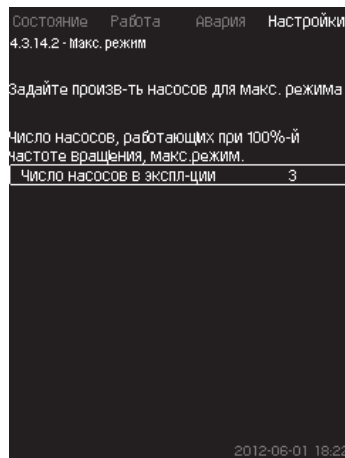 Состояние Работа Авария Настройки
4.3.14.2 - Макс. режим
Задайте произв-ть насосов для макс. режима
Число насосов, работающих при 100%-й
частоте вращения, макс.режим.
Число насосов в экспл-ции 3
2012-06-01 18:22